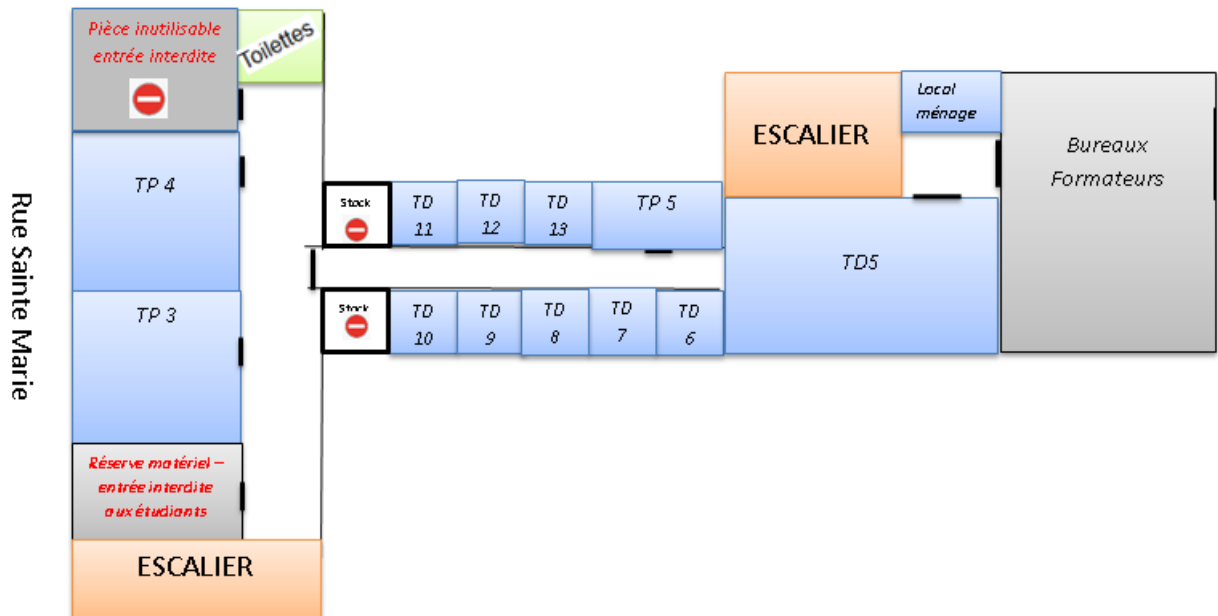 Pièce inutilisable
entrée interdite
Toilettes
TP 4
TP 3
Rue Sainte Marie
Réserve matériel –
entrée interdite
aux étudiants
ESCALIER
Stock
TD
11
TD
12
TD
13
TP 5
Stock
TD
10
TD
9
TD
8
TD
7
TD
6
ESCALIER
Local
ménage
TD5
Bureaux
Formateurs